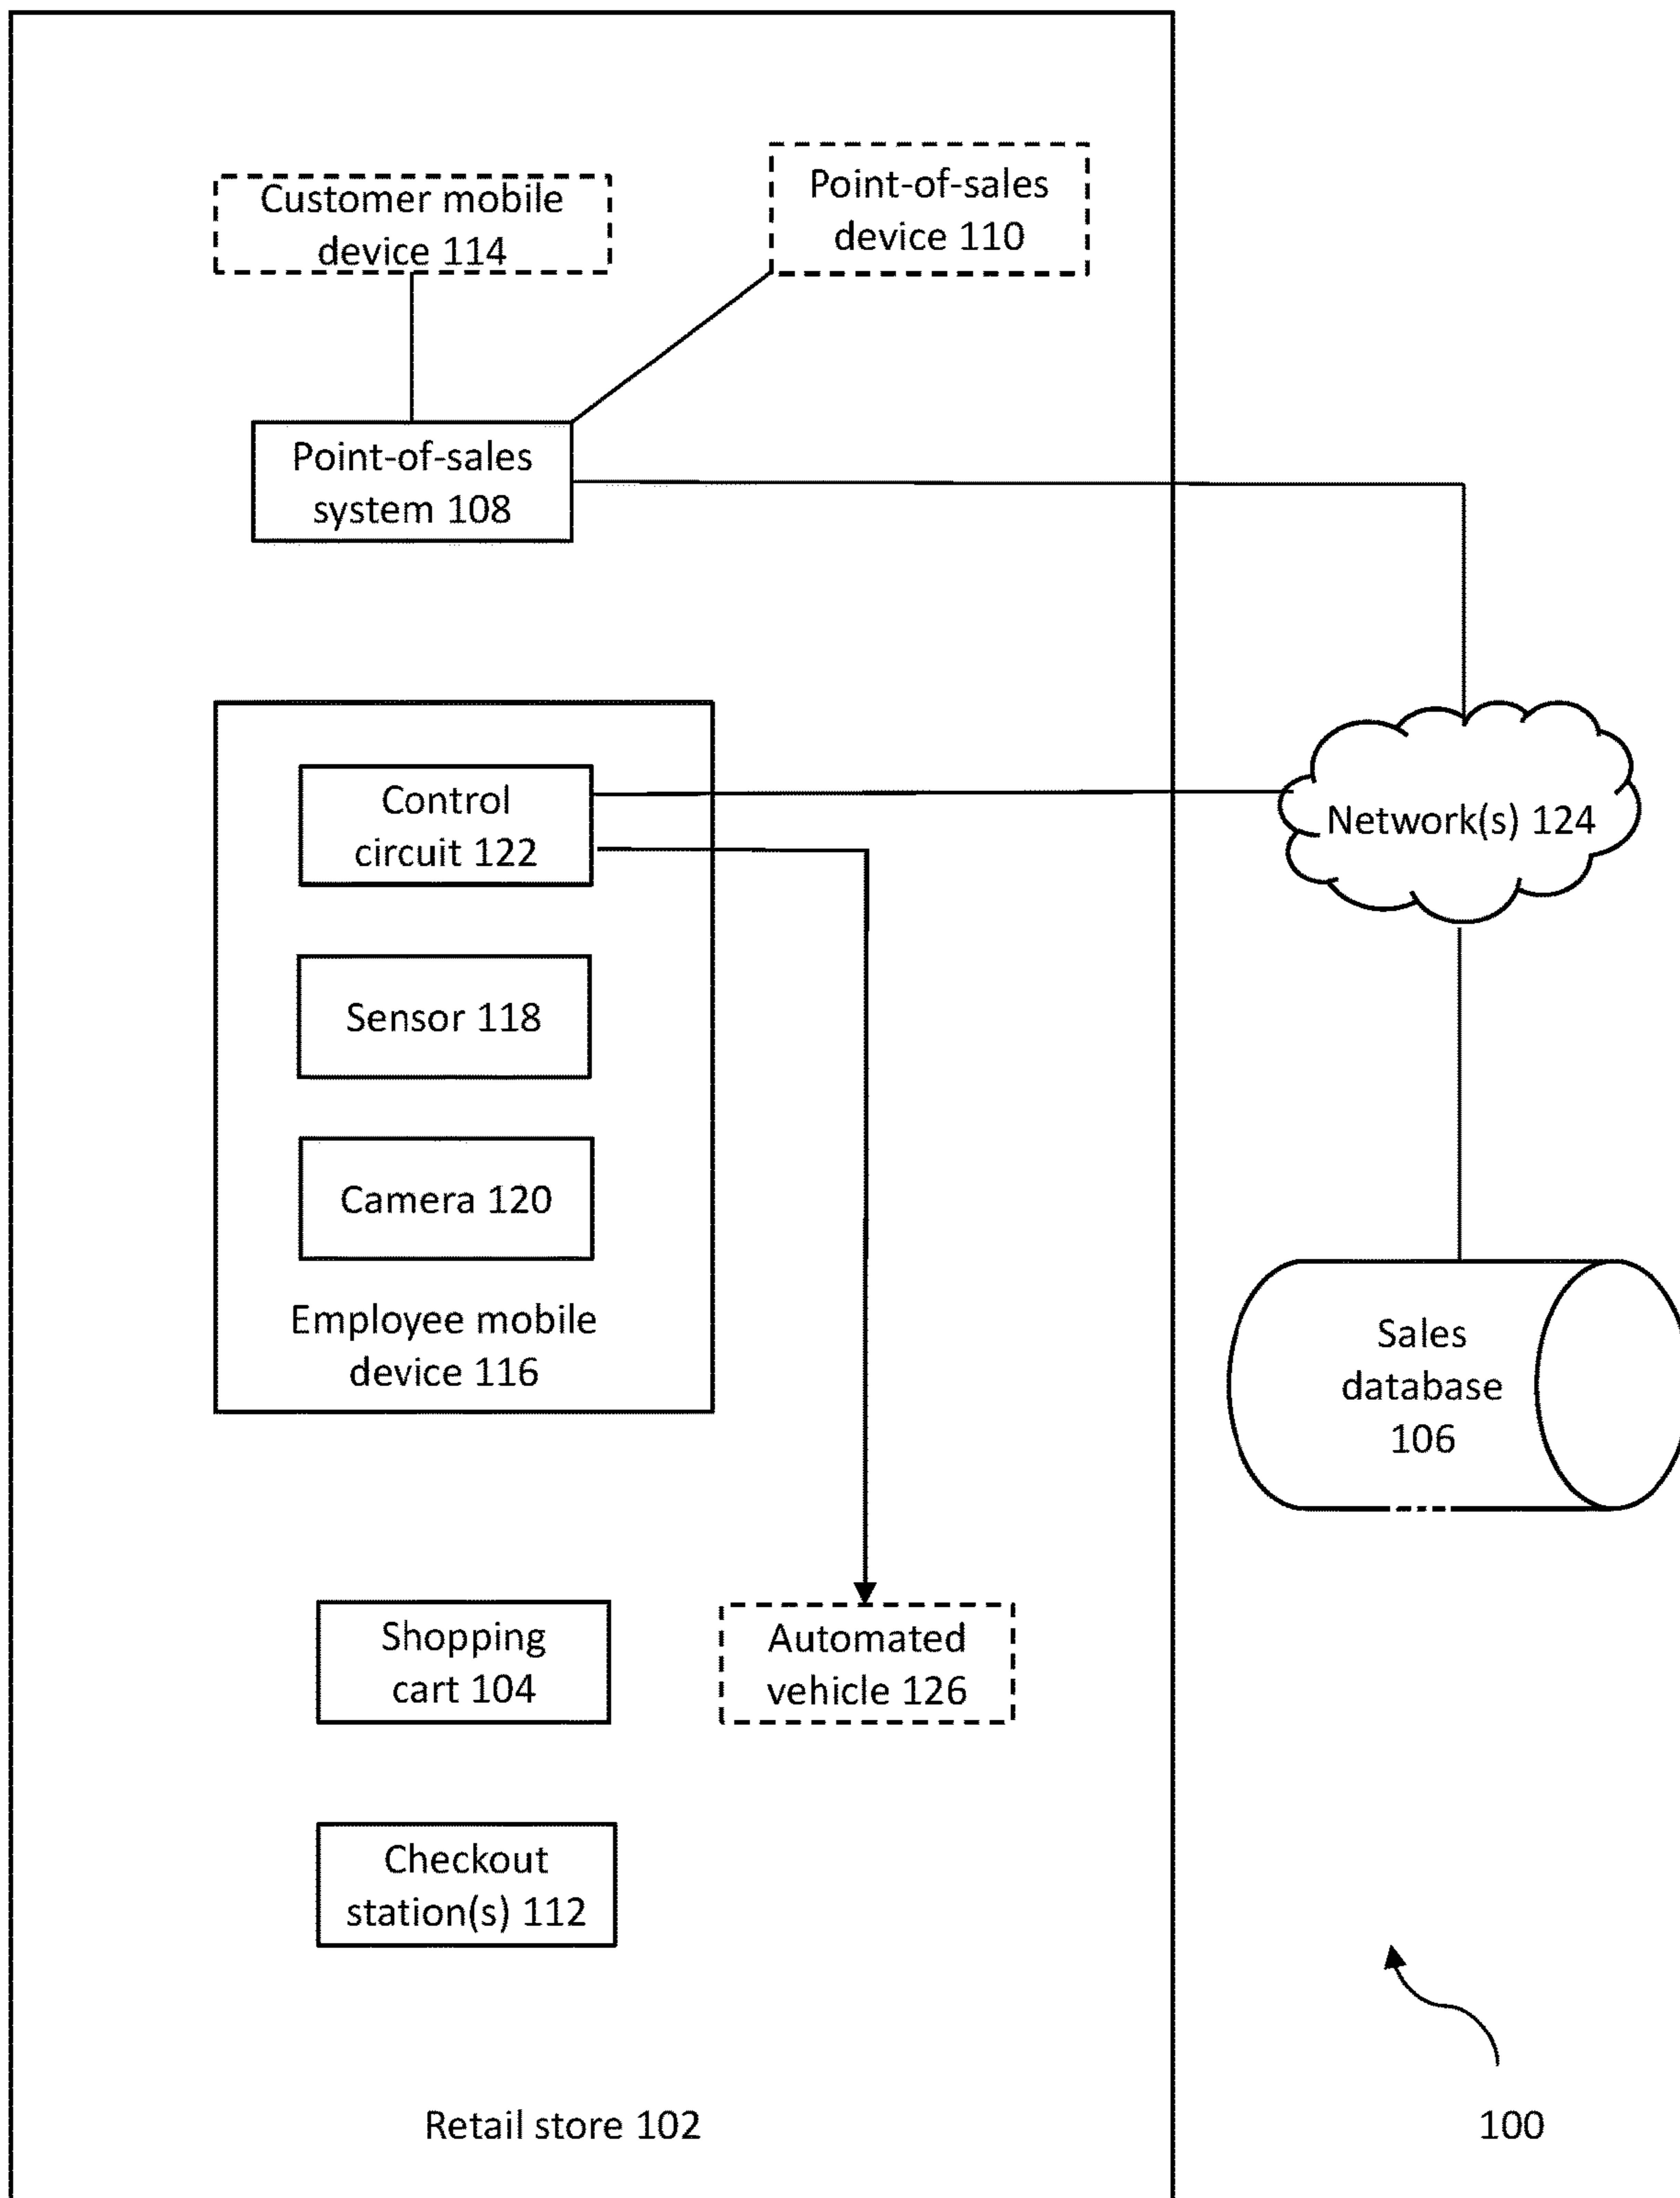 Customer mobile
device 114
Point-of-sales
device 110
Point-of-sales
system 108
Control
circuit 122
Network(s) 124
Sensor 118
Camera 120
Employee mobile
device 116
Sales
database
106
Shopping
cart 104
Automated
vehicle 126
Checkout
station(s) 112
Retail store 102
100